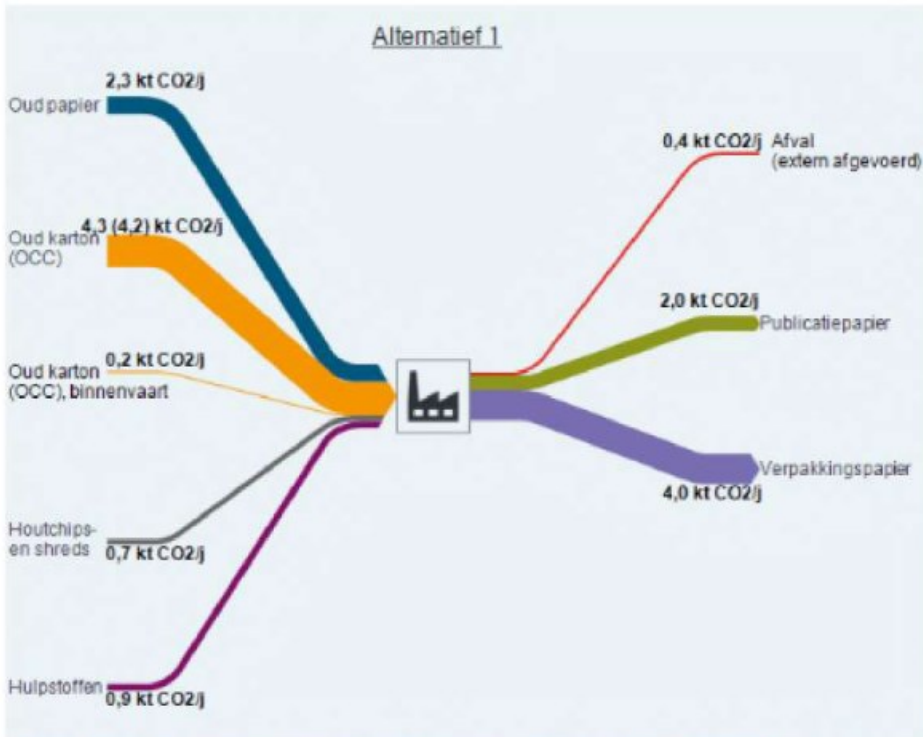 Alternatief 1
2,3 kt CO2/j
Oud papier
4,3 (4,2) kt CO2/j
Oud karton
(OCC)
0,2 kt CO2/j
Oud karton
(OCC), binnenvaart
Houtchips-
en shreds
0,7 kt CO2/j
Hulpstoffen
0,9 kt CO2/j
0,4 kt CO2/j
Afval
(extern afgevoerd)
2,0 kt CO2/j
Publicatiepapier
Verpakkingspapier
4,0 kt CO2/j